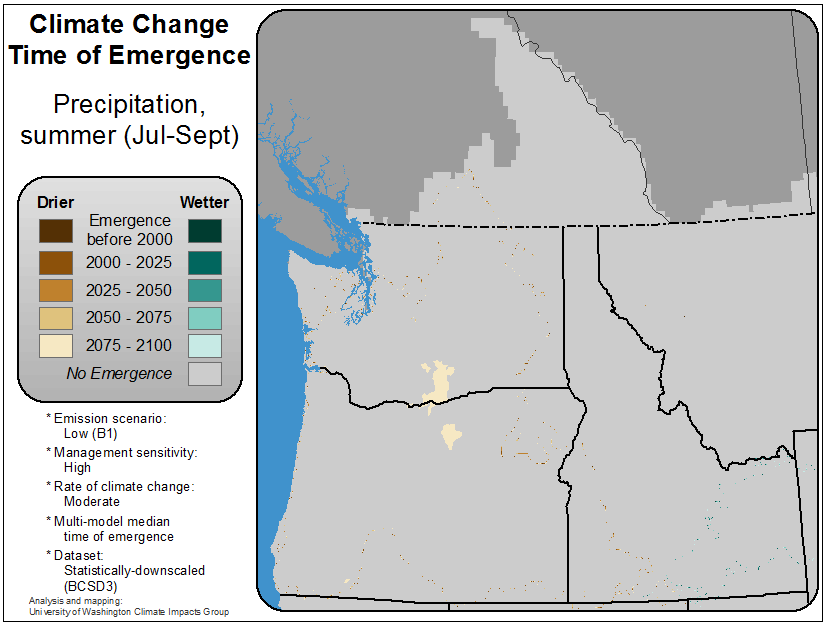 Climate Change
Time of Emergence
Precipitation,
summer (Jul-Sept)
Drier
Wetter
Emergence
before 2000
2000 - 2025
2025 - 2050
2050 - 2075
2075 - 2100
No Emergence
* Emission scenario:
Low (B1)
* Management sensitivity:
High
* Rate of climate change:
Moderate
* Multi-model median
time of emergence
* Dataset:
Statistically-downscaled
(BCSD3)
Analysis and mapping:
University of Washington Climate Impacts Group